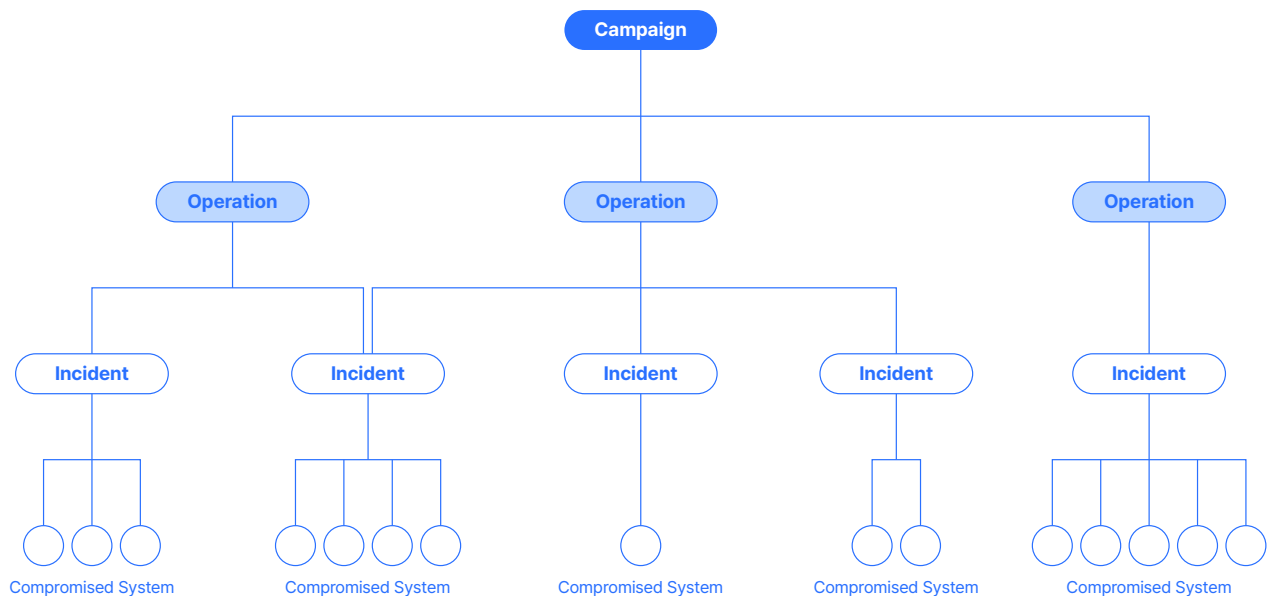 Campaign
Operation
Operation
Operation
Incident
Incident
Incident
Incident
Incident
Compromised System
Compromised System
Compromised System
Compromised System
Compromised System